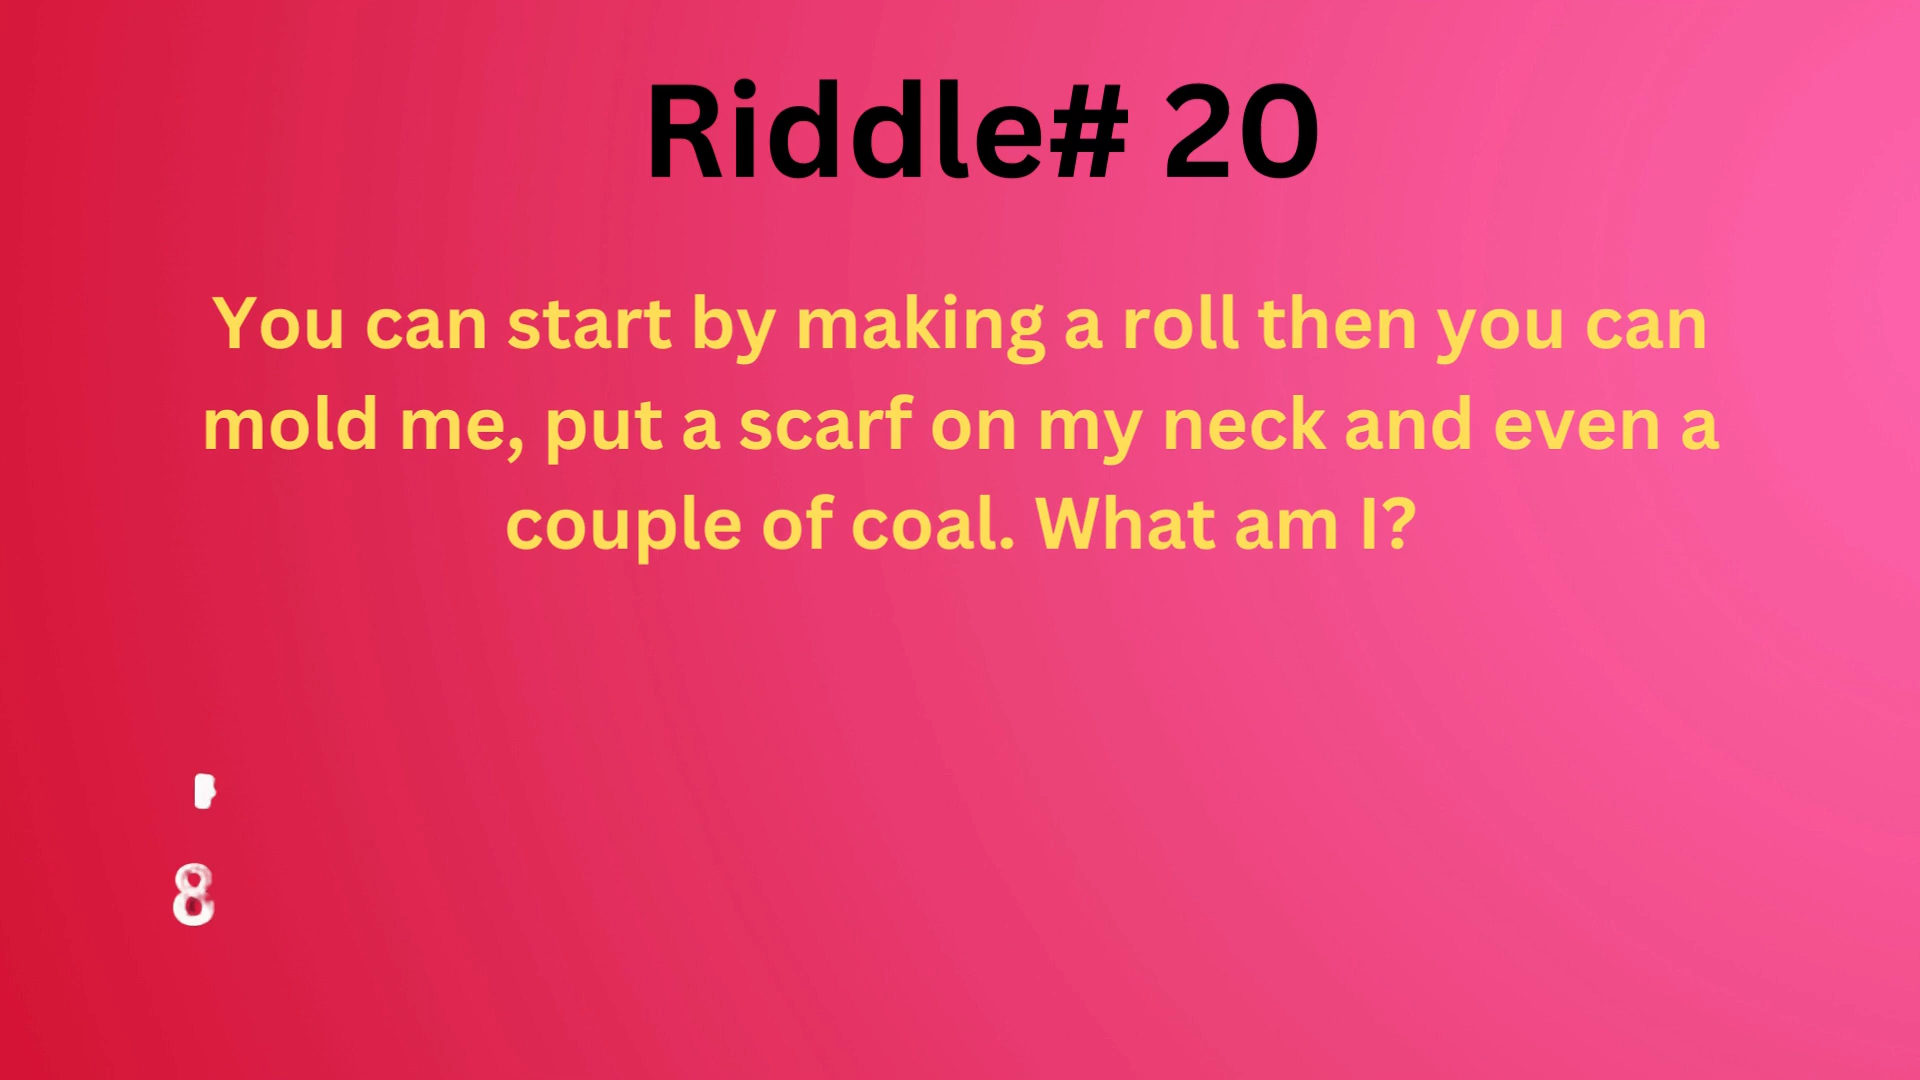 Riddle# 20
You can start by making a roll then you can
mold me, put a scarf on my neck and even a
couple of coal. What am I?
8